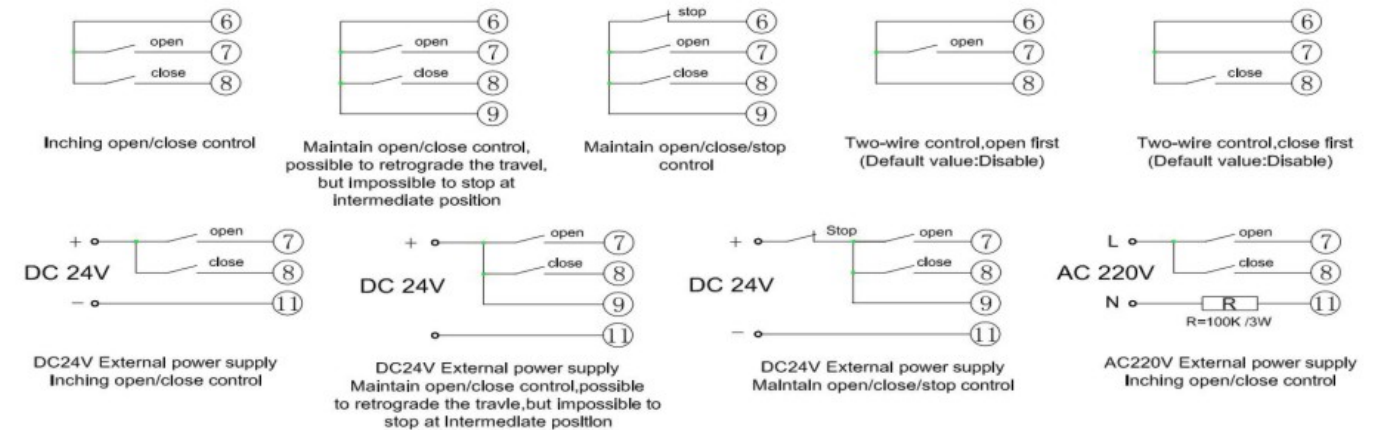 ⑥
open ⑦
close ⑧
Inching open/close control
⑥
open ⑦
close ⑧
⑨
Maintain open/close control,
possible to retrograde the travel,
but impossible to stop at
intermediate position
stop ⑥
open ⑦
close ⑧
⑨
Maintain open/close/stop
control
⑥
open ⑦
⑧
Two-wire control,open first
(Default value:Disable)
⑥
⑦
close ⑧
Two-wire control,close first
(Default value:Disable)
+ open ⑦
DC 24V close ⑧
− ⑪
DC24V External power supply
Inching open/close control
+ open ⑦
close ⑧
DC 24V
⑨
⑪
DC24V External power supply
Maintain open/close control,possible
to retrograde the travle,but impossible to
stop at intermediate position
+ Stop open ⑦
close ⑧
DC 24V
⑨
− ⑪
DC24V External power supply
Maintain open/close/stop control
L open ⑦
AC 220V close ⑧
N R ⑪
R=100K /3W
AC220V External power supply
Inching open/close control